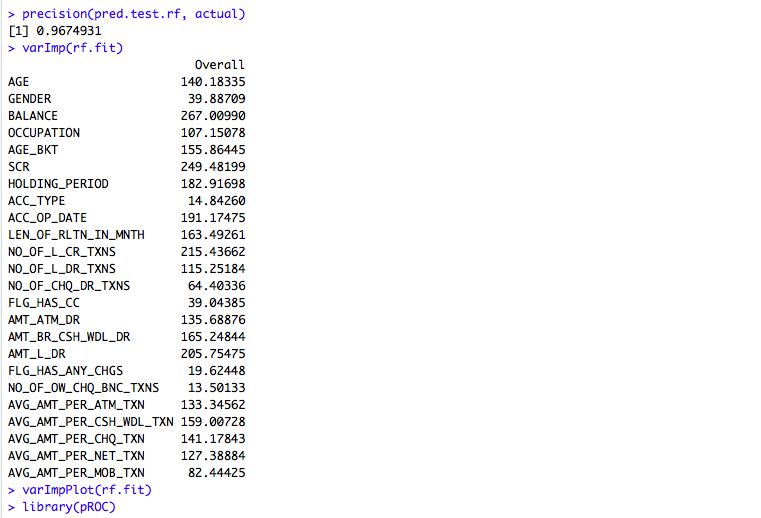 > precision(pred.test.rf, actual)
[1] 0.9674931
> varImp(rf.fit)
Overall
AGE 140.18335
GENDER 39.88709
BALANCE 267.00990
OCCUPATION 107.15078
AGE_BKT 155.86445
SCR 249.48199
HOLDING_PERIOD 182.91698
ACC_TYPE 14.84260
ACC_OP_DATE 191.17475
LEN_OF_RLTN_IN_MNTH 163.49261
NO_OF_L_CR_TXNS 215.43662
NO_OF_L_DR_TXNS 115.25184
NO_OF_CHQ_DR_TXNS 64.40336
FLG_HAS_CC 39.04385
AMT_ATM_DR 135.68876
AMT_BR_CSH_WDL_DR 165.24844
AMT_L_DR 205.75475
FLG_HAS_ANY_CHGS 19.62448
NO_OF_OW_CHQ_BNC_TXNS 13.50133
AVG_AMT_PER_ATM_TXN 133.34562
AVG_AMT_PER_CSH_WDL_TXN 159.00728
AVG_AMT_PER_CHQ_TXN 141.17843
AVG_AMT_PER_NET_TXN 127.38884
AVG_AMT_PER_MOB_TXN 82.44425
> varImpPlot(rf.fit)
> library(pROC)